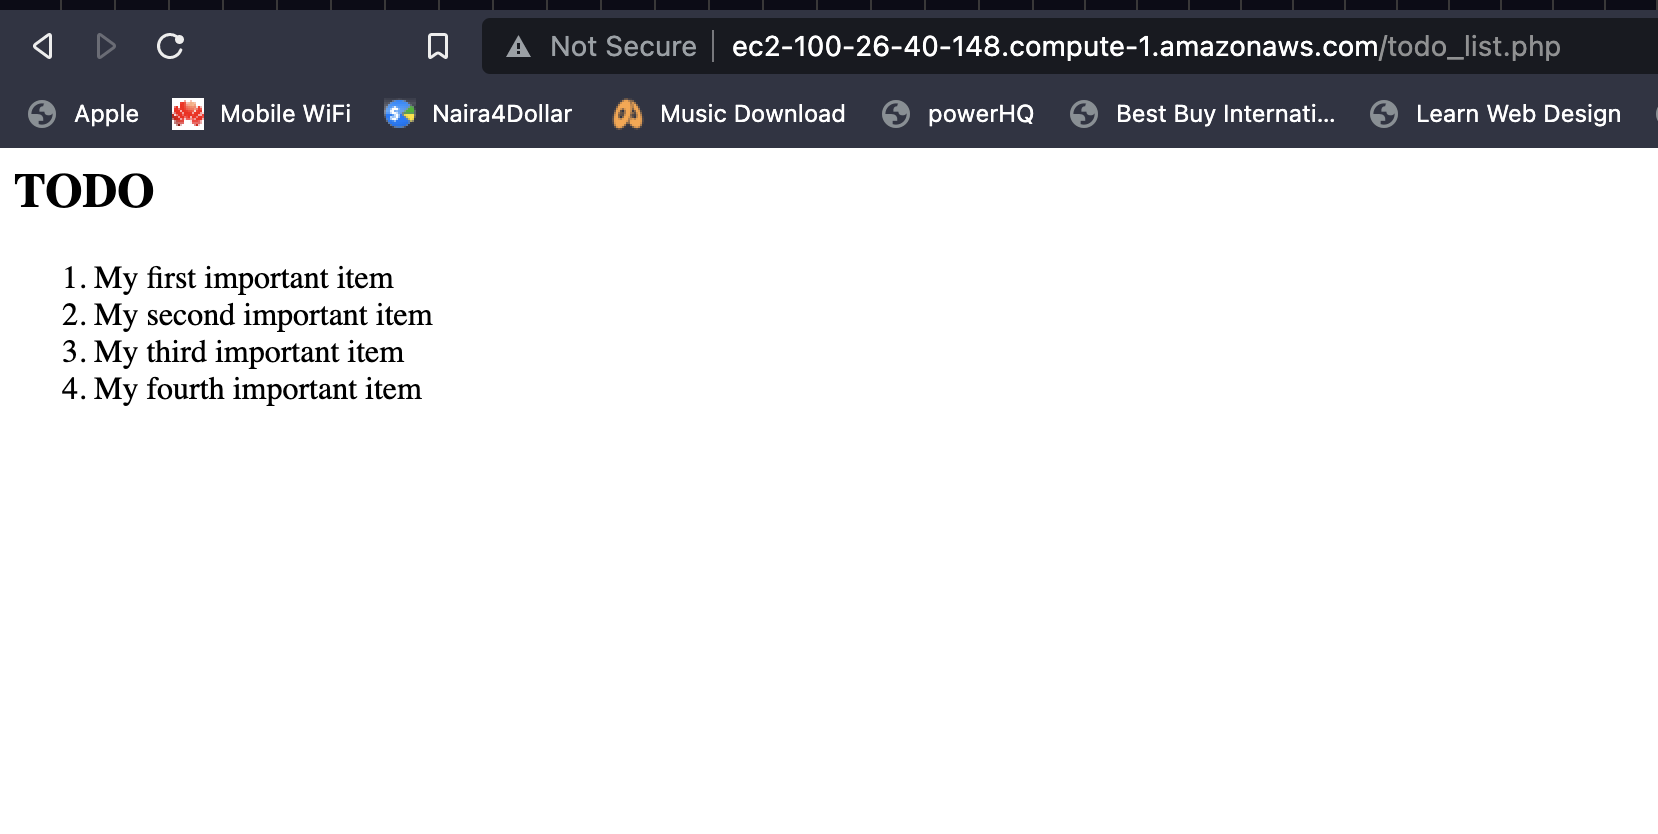 Not Secure | ec2-100-26-40-148.compute-1.amazonaws.com/todo_list.php
Apple Mobile WiFi Naira4Dollar Music Download powerHQ Best Buy Internati... Learn Web Design
TODO
1. My first important item
2. My second important item
3. My third important item
4. My fourth important item